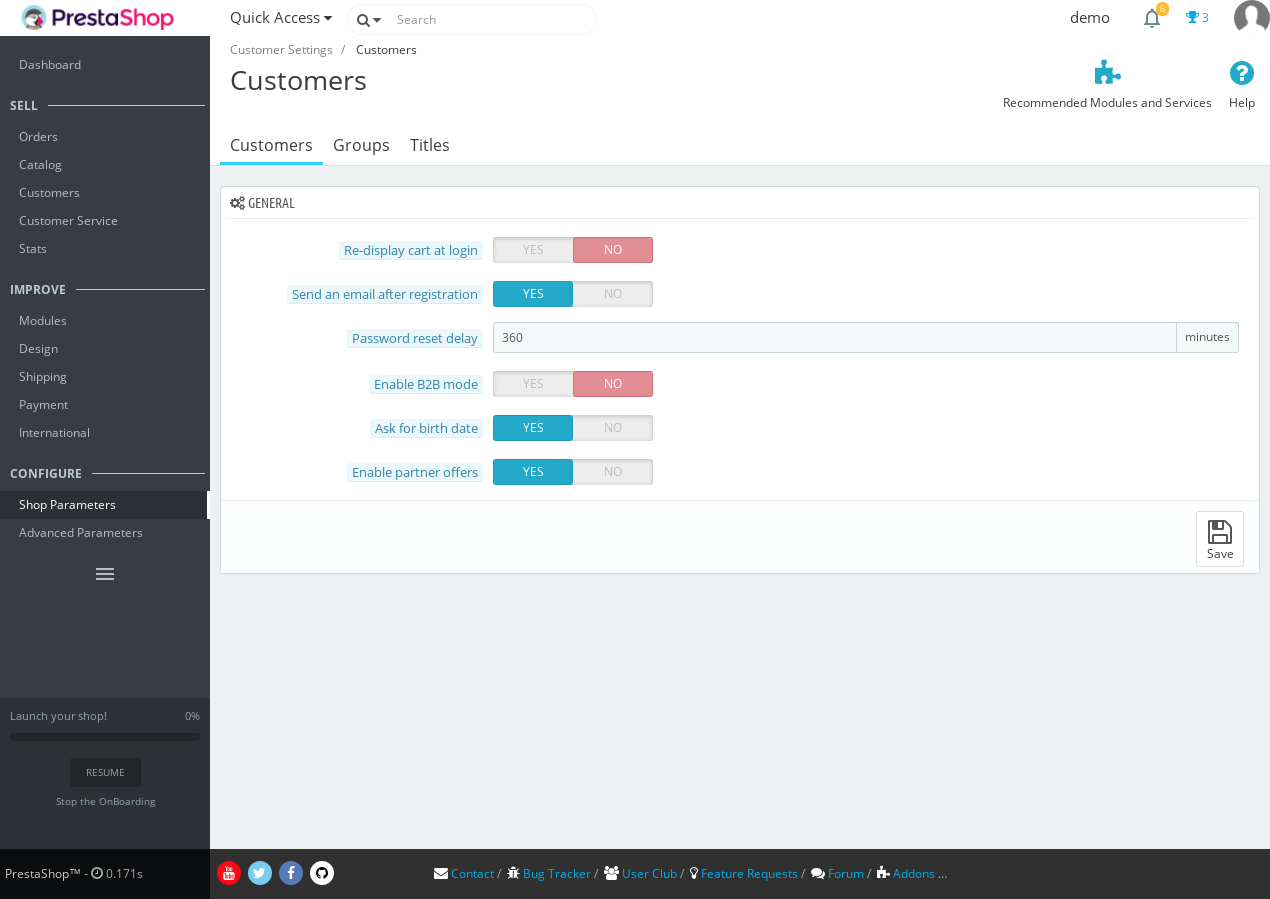 PrestaShop
Quick Access
Search
demo
6
3
Customer Settings / Customers
Customers
Recommended Modules and Services
Help
Customers
Groups
Titles
Dashboard
SELL
Orders
Catalog
Customers
Customer Service
Stats
IMPROVE
Modules
Design
Shipping
Payment
International
CONFIGURE
Shop Parameters
Advanced Parameters
Launch your shop! 0%
RESUME
Stop the OnBoarding
GENERAL
Re-display cart at login YES NO
Send an email after registration YES NO
Password reset delay 360 minutes
Enable B2B mode YES NO
Ask for birth date YES NO
Enable partner offers YES NO
Save
PrestaShop™ - 0.171s
Contact / Bug Tracker / User Club / Feature Requests / Forum / Addons ...